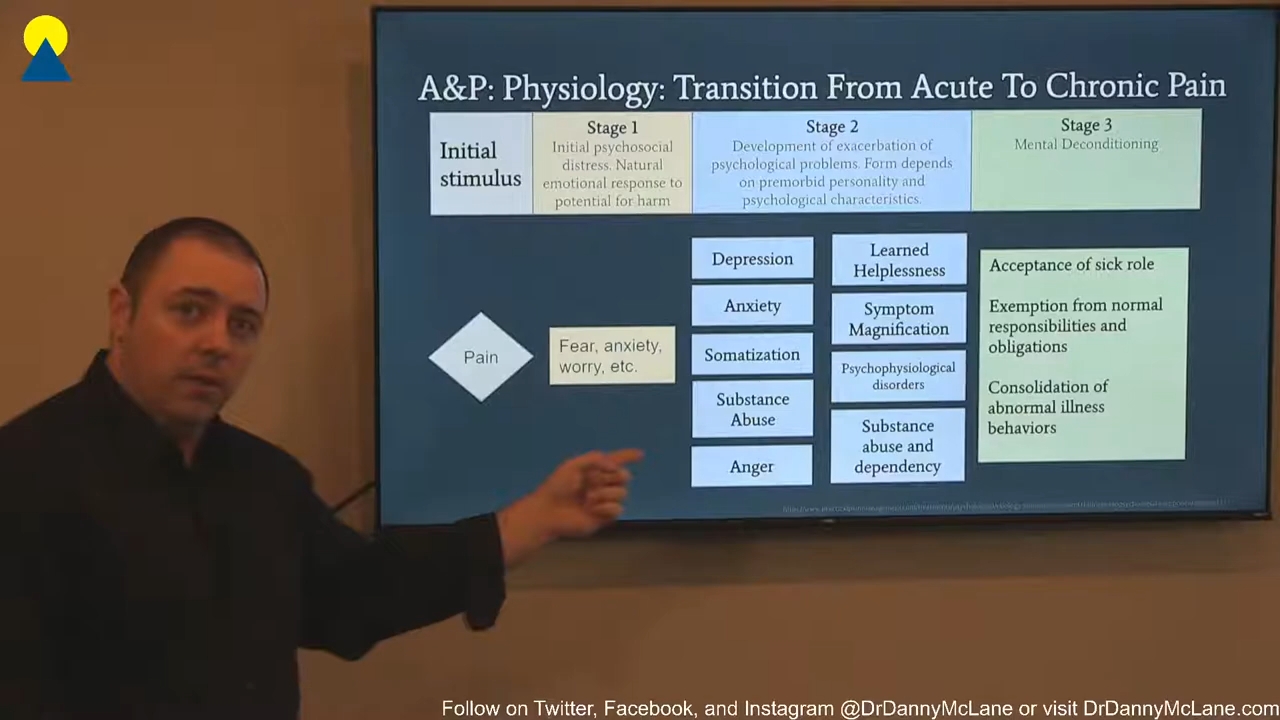 A&P: Physiology: Transition From Acute To Chronic Pain
Initial
stimulus
Stage 1
Initial psychosocial
distress. Natural
emotional response to
potential for harm
Stage 2
Development of exacerbation of
psychological problems. Form depends
on premorbid personality and
psychological characteristics.
Stage 3
Mental Deconditioning
Pain
Fear, anxiety,
worry, etc.
Depression
Anxiety
Somatization
Substance
Abuse
Anger
Learned
Helplessness
Symptom
Magnification
Psychophysiological
disorders
Substance
abuse and
dependency
Acceptance of sick role
Exemption from normal
responsibilities and
obligations
Consolidation of
abnormal illness
behaviors
Follow on Twitter, Facebook, and Instagram @DrDannyMcLane or visit DrDannyMcLane.com